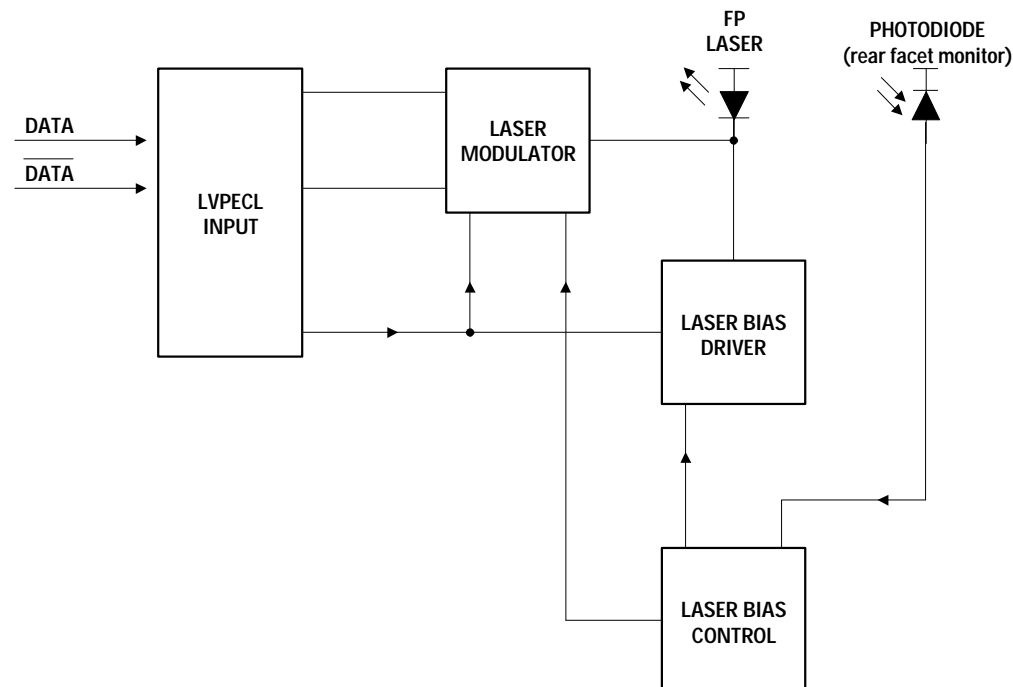 FP
LASER
PHOTODIODE
(rear facet monitor)
DATA
DATA
LVPECL
INPUT
LASER
MODULATOR
LASER BIAS
DRIVER
LASER BIAS
CONTROL